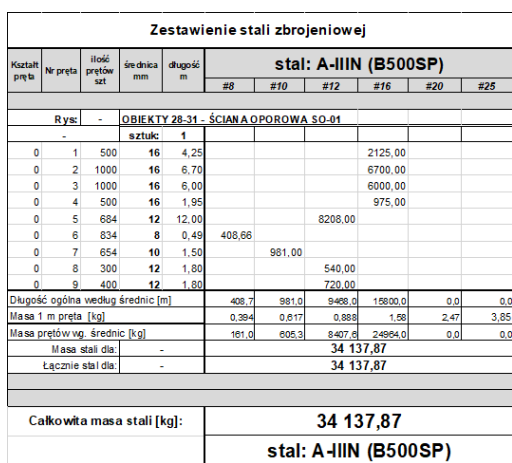 Zestawienie stali zbrojeniowej
Kształt pręta Nr pręta ilość prętów szt średnica mm długość m stal: A-IIIN (B500SP)
#8 #10 #12 #16 #20 #25
Rys: - OBIEKTY 28-31 - ŚCIANA OPOROWA SO-01
- sztuk: 1
0 1 500 16 4,25 2125,00
0 2 1000 16 6,70 6700,00
0 3 1000 16 6,00 6000,00
0 4 500 16 1,95 975,00
0 5 684 12 12,00 8208,00
0 6 834 8 0,49 408,66
0 7 654 10 1,50 981,00
0 8 300 12 1,80 540,00
0 9 400 12 1,80 720,00
Długość ogólna według średnic [m] 408,7 981,0 9468,0 15800,0 0,0 0,0
Masa 1 m pręta [kg] 0,394 0,617 0,888 1,58 2,47 3,85
Masa prętów wg. średnic [kg] 161,0 605,3 8407,6 24964,0 0,0 0,0
Masa stali dla: - 34 137,87
Łącznie stal dla: - 34 137,87
Całkowita masa stali [kg]: 34 137,87
stal: A-IIIN (B500SP)